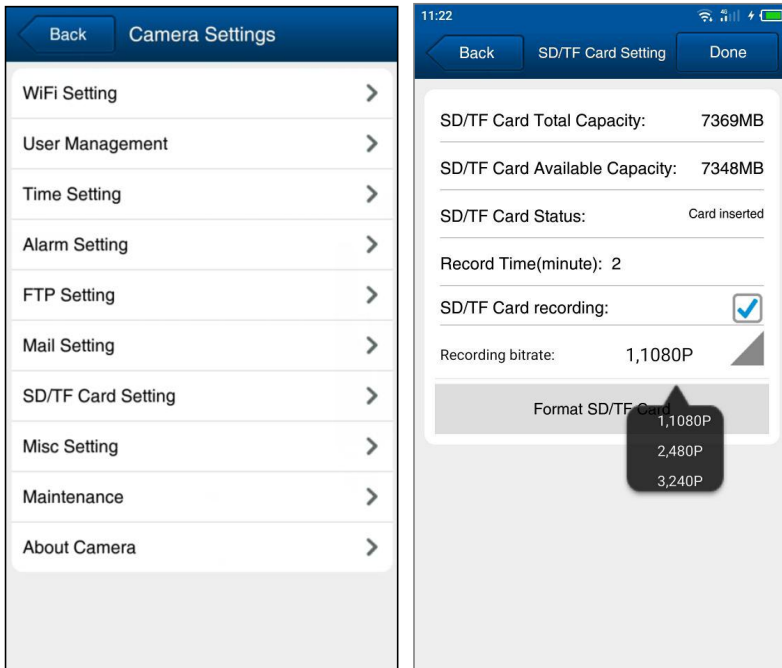 Back Camera Settings
WiFi Setting
User Management
Time Setting
Alarm Setting
FTP Setting
Mail Setting
SD/TF Card Setting
Misc Setting
Maintenance
About Camera
11:22 4G
Back SD/TF Card Setting Done
SD/TF Card Total Capacity: 7369MB
SD/TF Card Available Capacity: 7348MB
SD/TF Card Status: Card inserted
Record Time(minute): 2
SD/TF Card recording:
Recording bitrate: 1,1080P
Format SD/TF Card
1,1080P
2,480P
3,240P